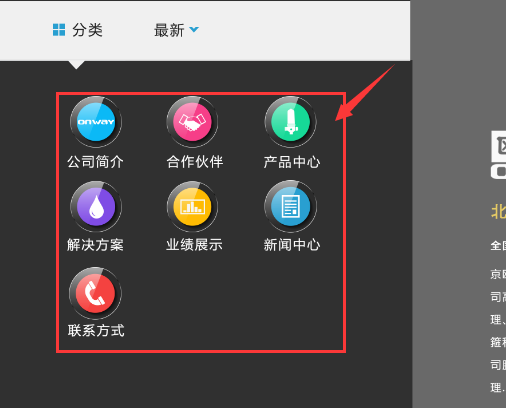 分类 最新
onway
公司简介 合作伙伴 产品中心
解决方案 业绩展示 新闻中心
联系方式
北
全国
京
司高
理、
司
理...